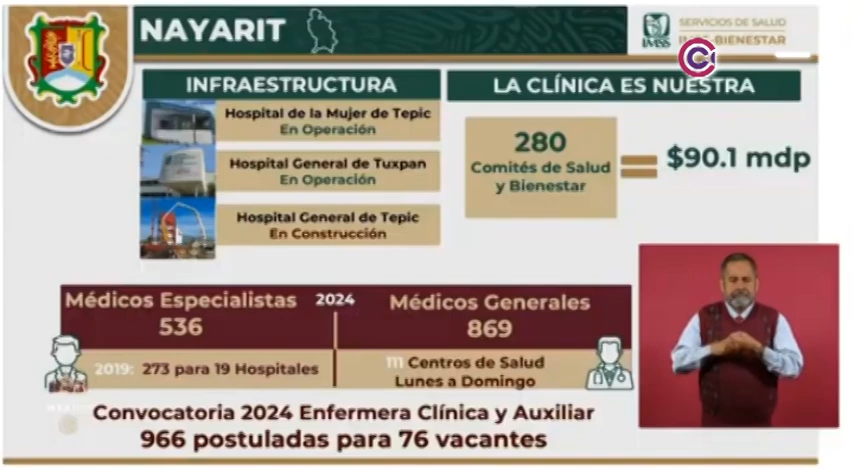 NAYARIT
IMSS
SERVICIOS DE SALUD
IMSS-BIENESTAR
INFRAESTRUCTURA
Hospital de la Mujer de Tepic
En Operación
Hospital General de Tuxpan
En Operación
Hospital General de Tepic
En Construcción
LA CLÍNICA ES NUESTRA
280
Comités de Salud
y Bienestar
= $90.1 mdp
Médicos Especialistas
536
2024
Médicos Generales
869
2019: 273 para 19 Hospitales
111 Centros de Salud
Lunes a Domingo
Convocatoria 2024 Enfermera Clínica y Auxiliar
966 postuladas para 76 vacantes